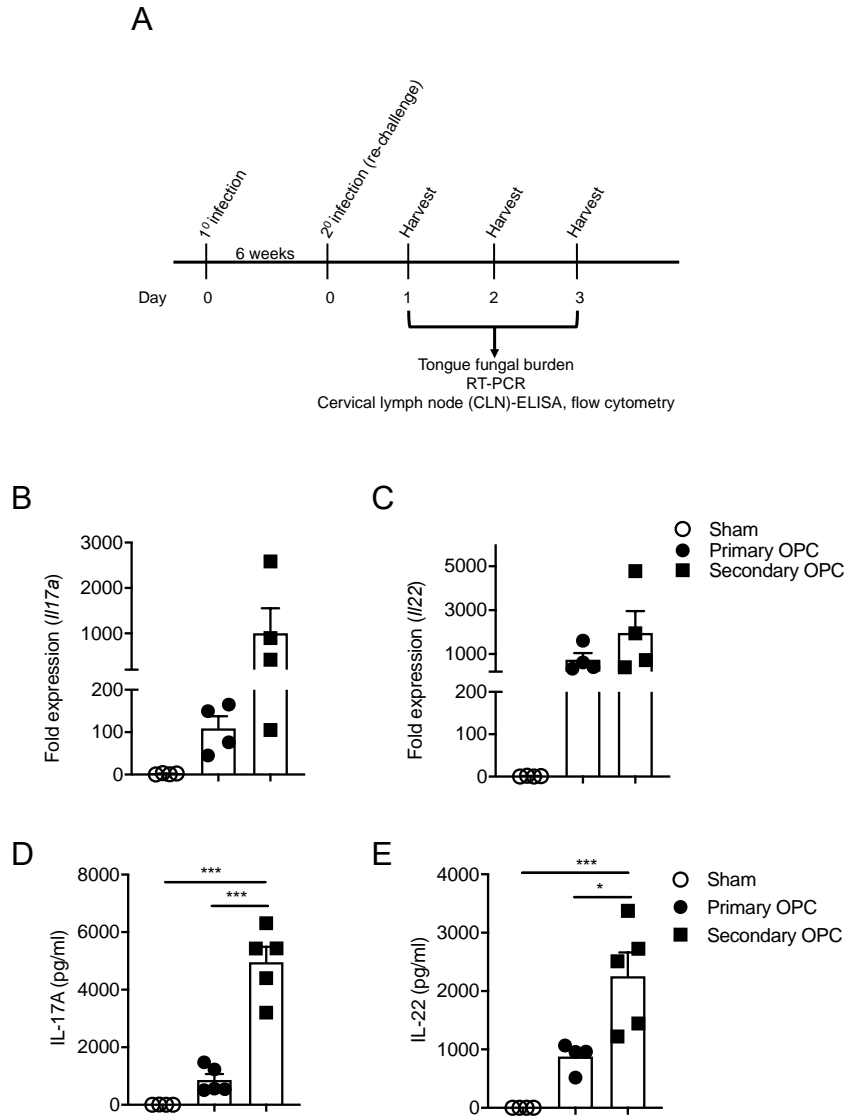 A
1⁰ infection
2⁰ infection (re-challenge)
Harvest
Harvest
Harvest
6 weeks
Day 0 0 1 2 3
Tongue fungal burden
RT-PCR
Cervical lymph node (CLN)-ELISA, flow cytometry
B
Fold expression (Il17a)
3000
2000
1000
200
100
0
C
Fold expression (Il22)
5000
3000
1000
200
100
0
Sham
Primary OPC
Secondary OPC
D
IL-17A (pg/ml)
8000
6000
4000
2000
0
***
***
E
IL-22 (pg/ml)
4000
3000
2000
1000
0
***
*
Sham
Primary OPC
Secondary OPC